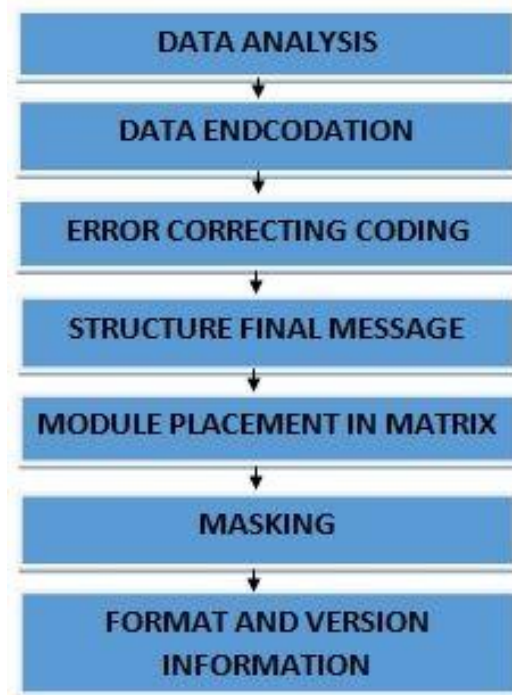 DATA ANALYSIS
DATA ENDCODATION
ERROR CORRECTING CODING
STRUCTURE FINAL MESSAGE
MODULE PLACEMENT IN MATRIX
MASKING
FORMAT AND VERSION
INFORMATION